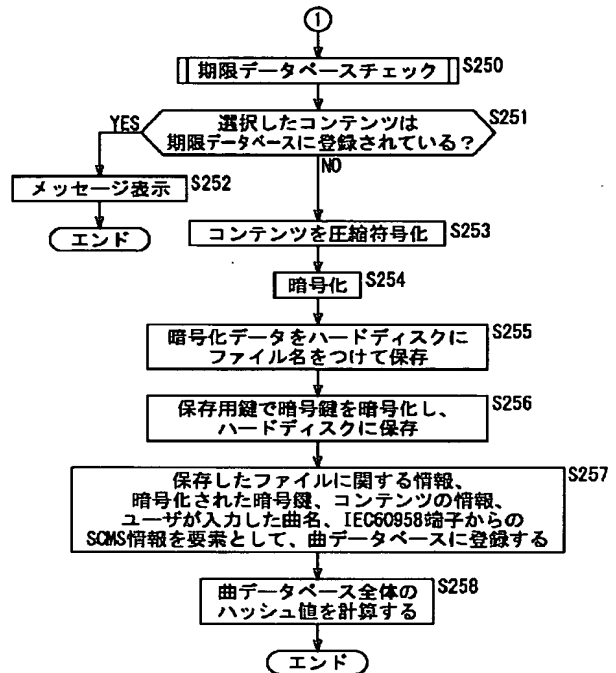 1
期限データベースチェック S250
選択したコンテンツは
期限データベースに登録されている? S251
YES
NO
メッセージ表示 S252
エンド
コンテンツを圧縮符号化 S253
暗号化 S254
暗号化データをハードディスクに
ファイル名をつけて保存 S255
保存用鍵で暗号鍵を暗号化し、
ハードディスクに保存 S256
保存したファイルに関する情報、 S257
暗号化された暗号鍵、コンテンツの情報、
ユーザが入力した曲名、IEC60958端子からの
SCMS情報を要素として、曲データベースに登録する
曲データベース全体の S258
ハッシュ値を計算する
エンド